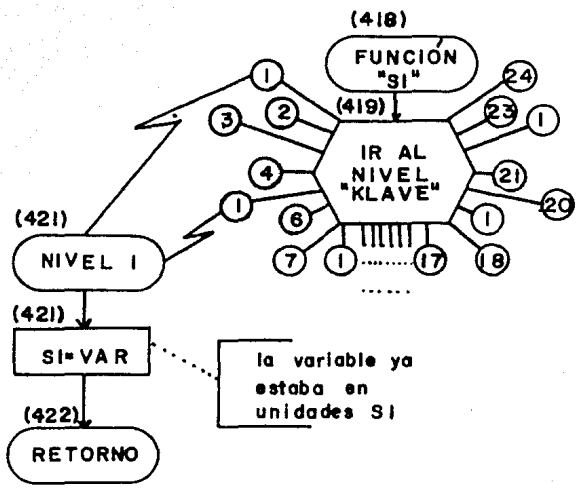 (418)
FUNCIÓN
"SI"
(419)
IR AL
NIVEL
"KLAVE"
1
2
3
4
1
6
7
1
........
17
18
......
1
20
21
1
23
24
(421)
NIVEL 1
(421)
SI=VAR
la variable ya
estaba en
unidades SI
(422)
RETORNO